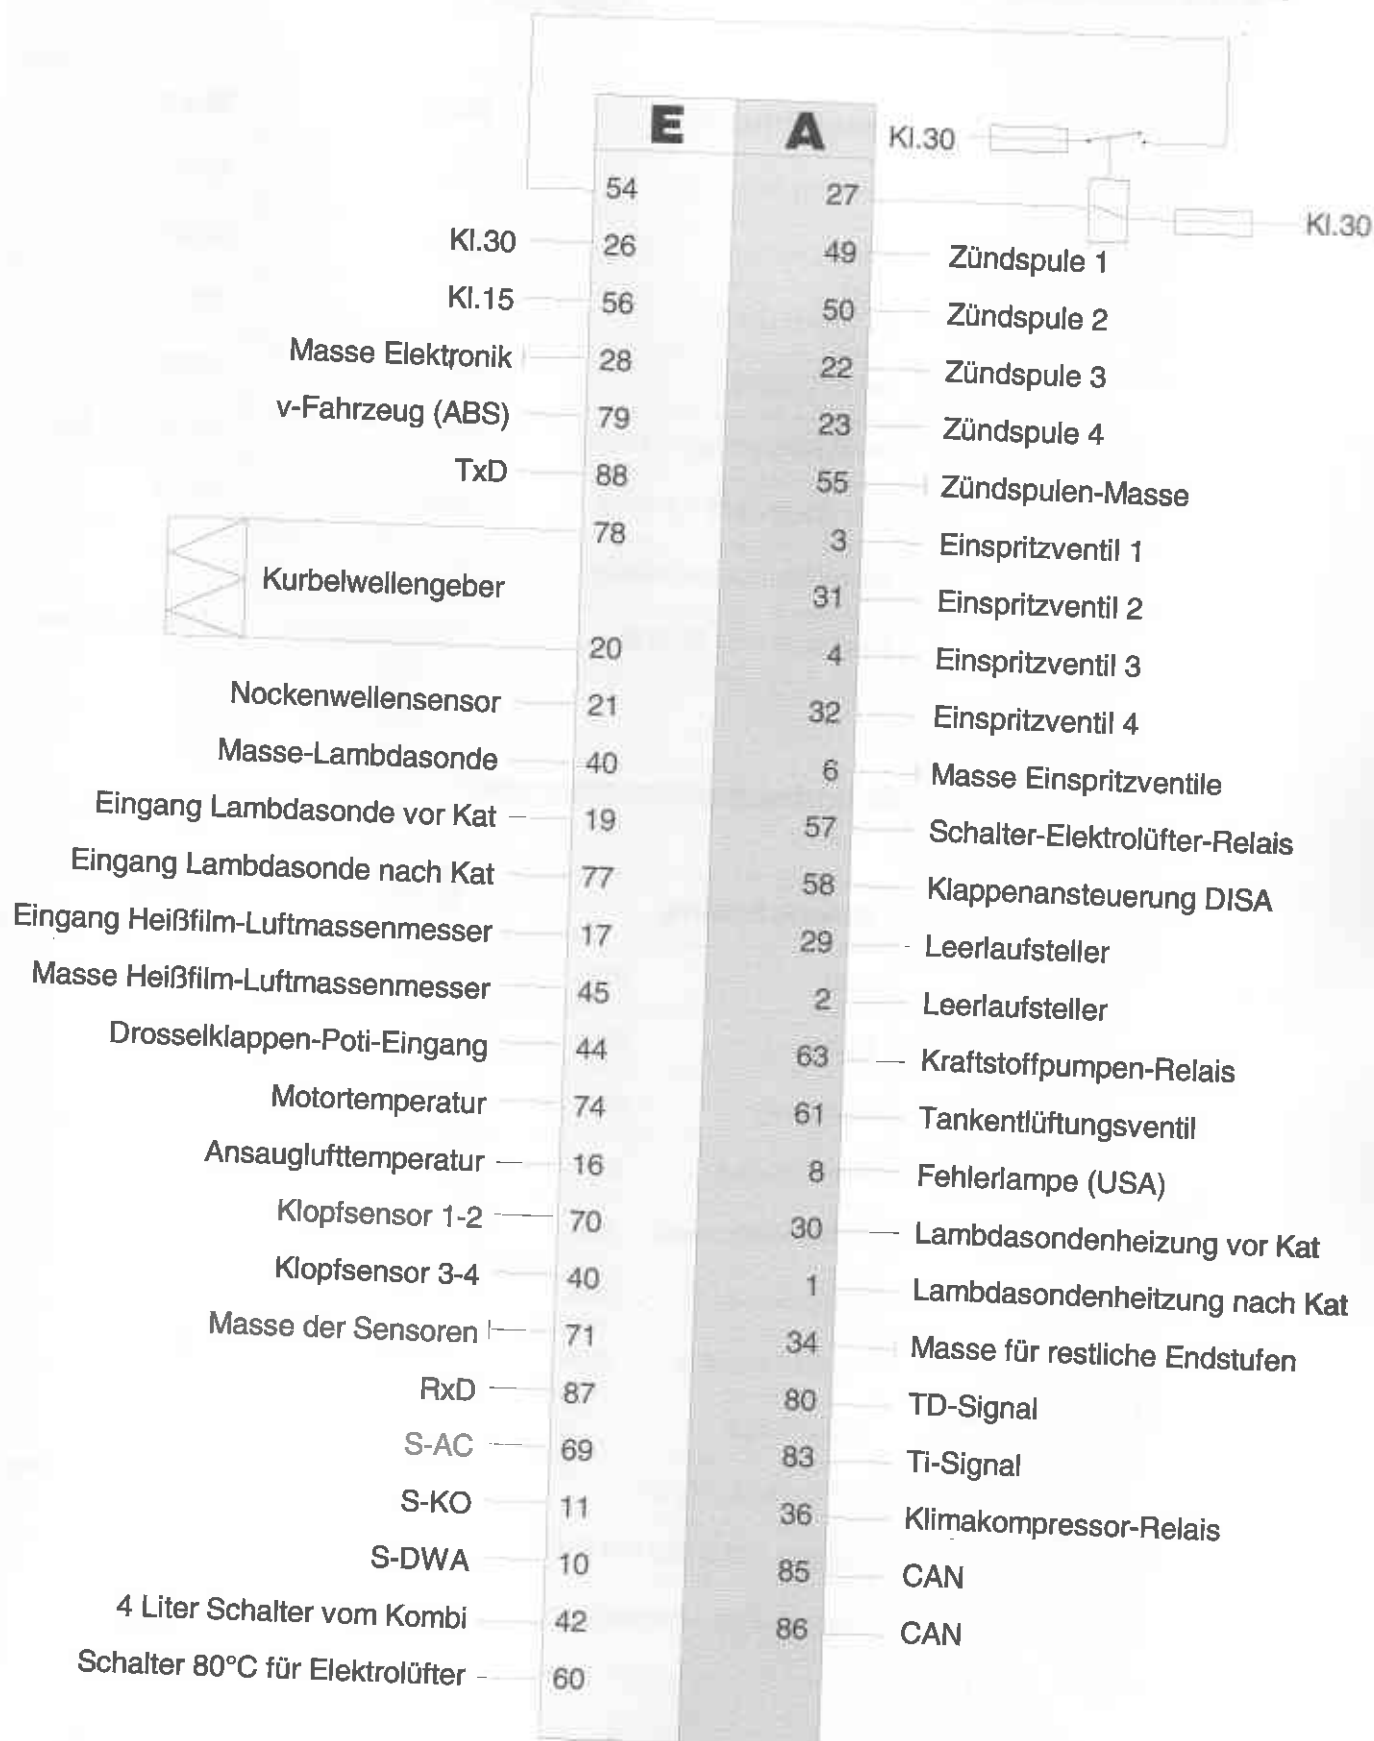 E A
Kl.30
54 27
Kl.30
Kl.30 26 49 Zündspule 1
Kl.15 56 50 Zündspule 2
Masse Elektronik 28 22 Zündspule 3
v-Fahrzeug (ABS) 79 23 Zündspule 4
TxD 88 55 Zündspulen-Masse
78 3 Einspritzventil 1
Kurbelwellengeber 31 Einspritzventil 2
20 4 Einspritzventil 3
Nockenwellensensor 21 32 Einspritzventil 4
Masse-Lambdasonde 40 6 Masse Einspritzventile
Eingang Lambdasonde vor Kat 19 57 Schalter-Elektrolüfter-Relais
Eingang Lambdasonde nach Kat 77 58 Klappenansteuerung DISA
Eingang Heißfilm-Luftmassenmesser 17 29 Leerlaufsteller
Masse Heißfilm-Luftmassenmesser 45 2 Leerlaufsteller
Drosselklappen-Poti-Eingang 44 63 Kraftstoffpumpen-Relais
Motortemperatur 74 61 Tankentlüftungsventil
Ansauglufttemperatur 16 8 Fehlerlampe (USA)
Klopfsensor 1-2 70 30 Lambdasondenheizung vor Kat
Klopfsensor 3-4 40 1 Lambdasondenheitzung nach Kat
Masse der Sensoren 71 34 Masse für restliche Endstufen
RxD 87 80 TD-Signal
S-AC 69 83 Ti-Signal
S-KO 11 36 Klimakompressor-Relais
S-DWA 10 85 CAN
4 Liter Schalter vom Kombi 42 86 CAN
Schalter 80°C für Elektrolüfter 60